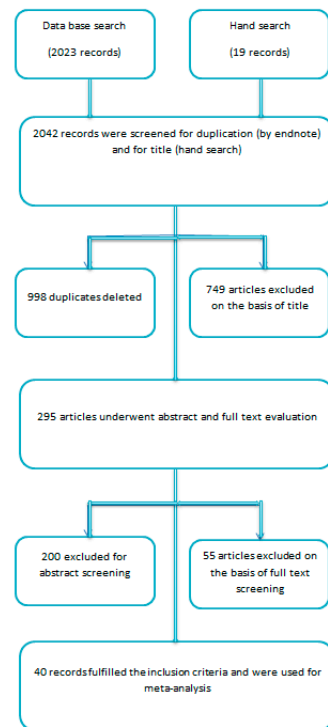 Data base search
(2023 records)
Hand search
(19 records)
2042 records were screened for duplication (by endnote)
and for title (hand search)
998 duplicates deleted
749 articles excluded
on the basis of title
295 articles underwent abstract and full text evaluation
200 excluded for
abstract screening
55 articles excluded on
the basis of full text
screening
40 records fulfilled the inclusion criteria and were used for
meta-analysis